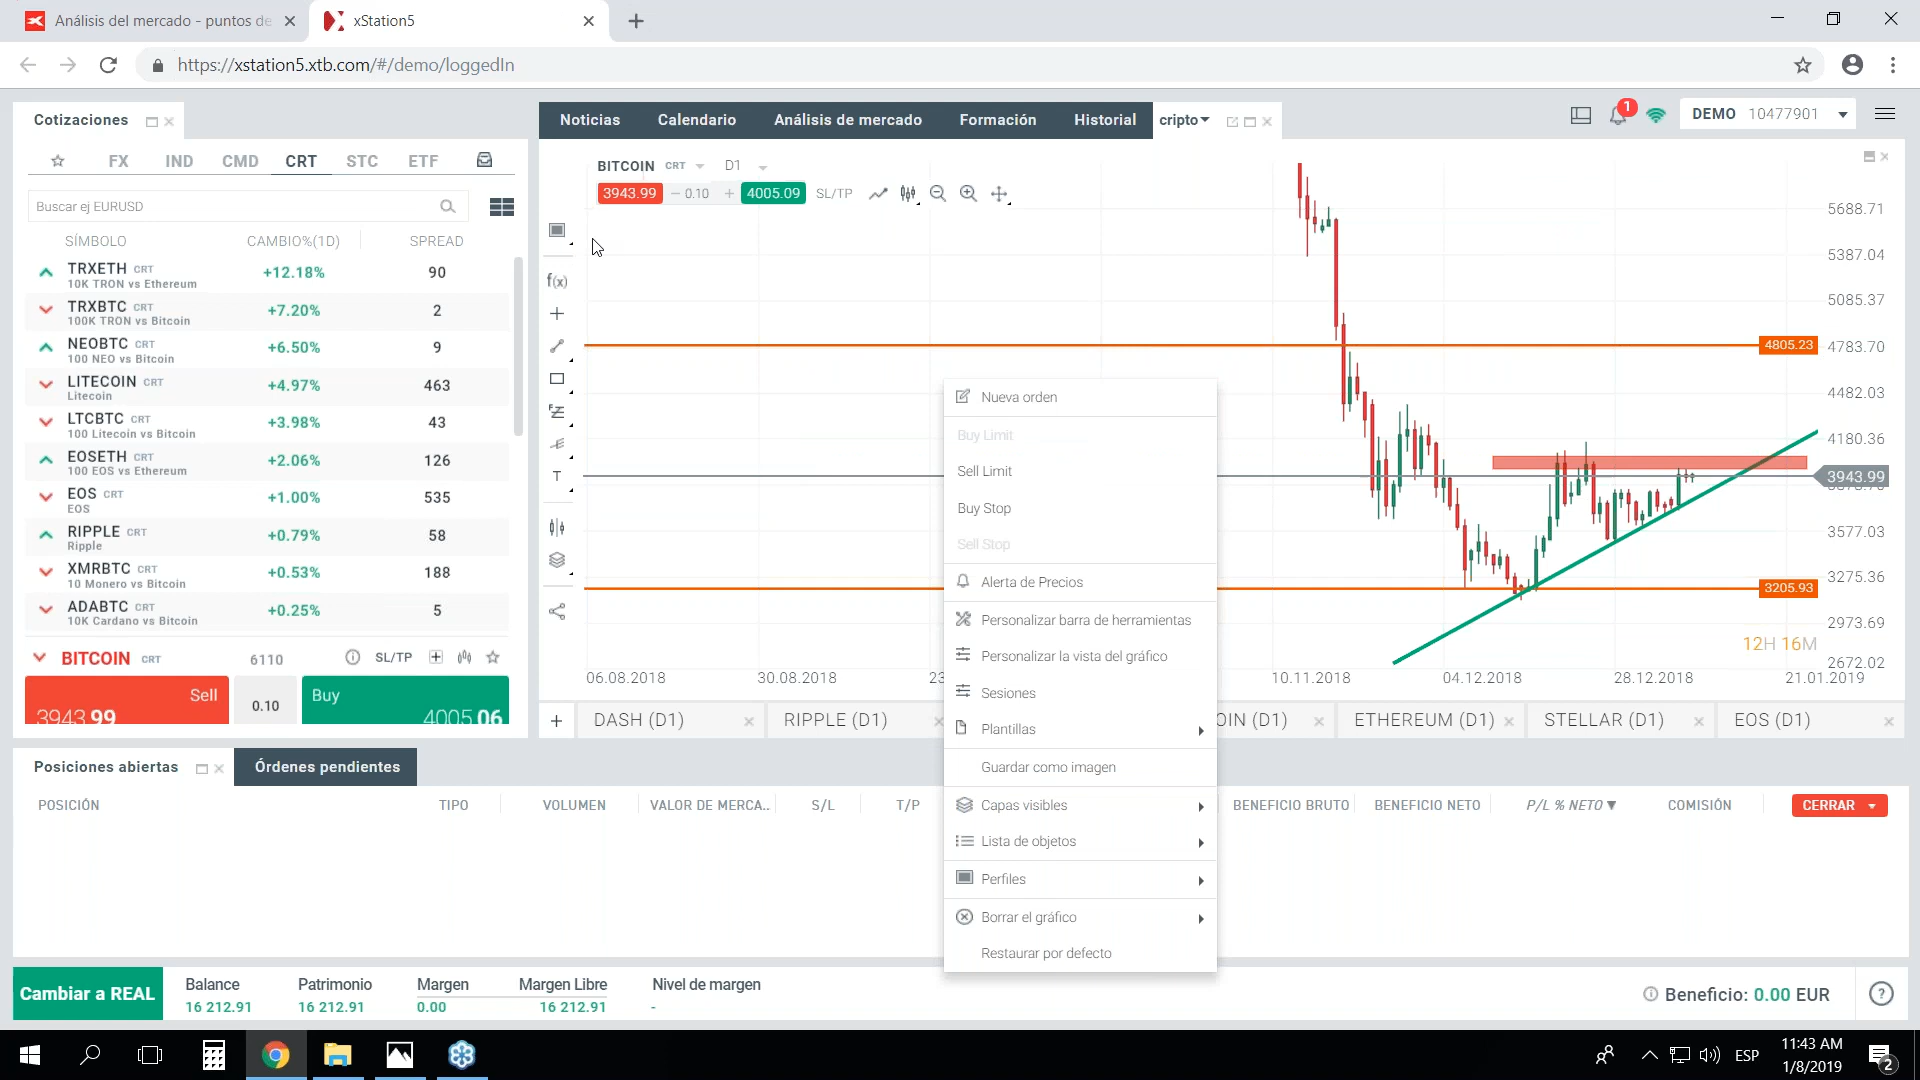 Análisis del mercado - puntos de
xStation5
https://xstation5.xtb.com/#/demo/loggedIn
Cotizaciones
Noticias
Calendario
Análisis de mercado
Formación
Historial
cripto
1
DEMO 10477901
FX IND CMD CRT STC ETF
Buscar ej EURUSD
SÍMBOLO CAMBIO%(1D) SPREAD
TRXETH CRT +12.18% 90
10K TRON vs Ethereum
TRXBTC CRT +7.20% 2
100K TRON vs Bitcoin
NEOBTC CRT +6.50% 9
100 NEO vs Bitcoin
LITECOIN CRT +4.97% 463
Litecoin
LTCBTC CRT +3.98% 43
100 Litecoin vs Bitcoin
EOSETH CRT +2.06% 126
100 EOS vs Ethereum
EOS CRT +1.00% 535
EOS
RIPPLE CRT +0.79% 58
Ripple
XMRBTC CRT +0.53% 188
10 Monero vs Bitcoin
ADABTC CRT +0.25% 5
10K Cardano vs Bitcoin
BITCOIN CRT 6110 SL/TP
Sell
3943.99
0.10
Buy
4005.06
BITCOIN CRT D1
3943.99 − 0.10 + 4005.09 SL/TP
f(x)
T
5688.71
5387.04
5085.37
4805.23
4783.70
4482.03
4180.36
3943.99
3577.03
3275.36
3205.93
2973.69
2672.02
12H 16M
06.08.2018
30.08.2018
23
10.11.2018
04.12.2018
28.12.2018
21.01.2019
DASH (D1)
RIPPLE (D1)
OIN (D1)
ETHEREUM (D1)
STELLAR (D1)
EOS (D1)
Nueva orden
Buy Limit
Sell Limit
Buy Stop
Sell Stop
Alerta de Precios
Personalizar barra de herramientas
Personalizar la vista del gráfico
Sesiones
Plantillas
Guardar como imagen
Capas visibles
Lista de objetos
Perfiles
Borrar el gráfico
Restaurar por defecto
Posiciones abiertas
Órdenes pendientes
POSICIÓN TIPO VOLUMEN VALOR DE MERCA.. S/L T/P BENEFICIO BRUTO BENEFICIO NETO P/L % NETO COMISIÓN CERRAR
Cambiar a REAL
Balance
16 212.91
Patrimonio
16 212.91
Margen
0.00
Margen Libre
16 212.91
Nivel de margen
-
Beneficio: 0.00 EUR
?
ESP
11:43 AM
1/8/2019
2